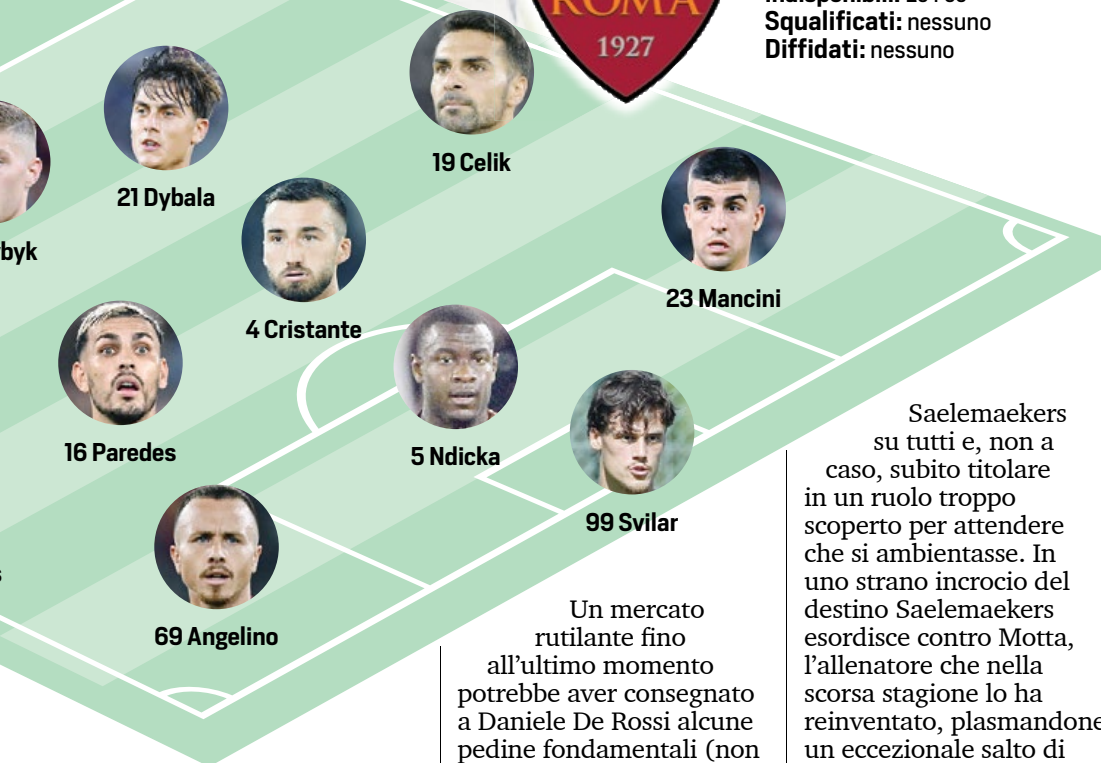 ROMA
1927
Squalificati: nessuno
Diffidati: nessuno
19 Celik
21 Dybala
23 Mancini
4 Cristante
16 Paredes
5 Ndicka
99 Svilar
69 Angelino
Un mercato
rutilante fino
all’ultimo momento
potrebbe aver consegnato
a Daniele De Rossi alcune
pedine fondamentali (non
Saelemaekers
su tutti e, non a
caso, subito titolare
in un ruolo troppo
scoperto per attendere
che si ambientasse. In
uno strano incrocio del
destino Saelemaekers
esordisce contro Motta,
l’allenatore che nella
scorsa stagione lo ha
reinventato, plasmandone
un eccezionale salto di